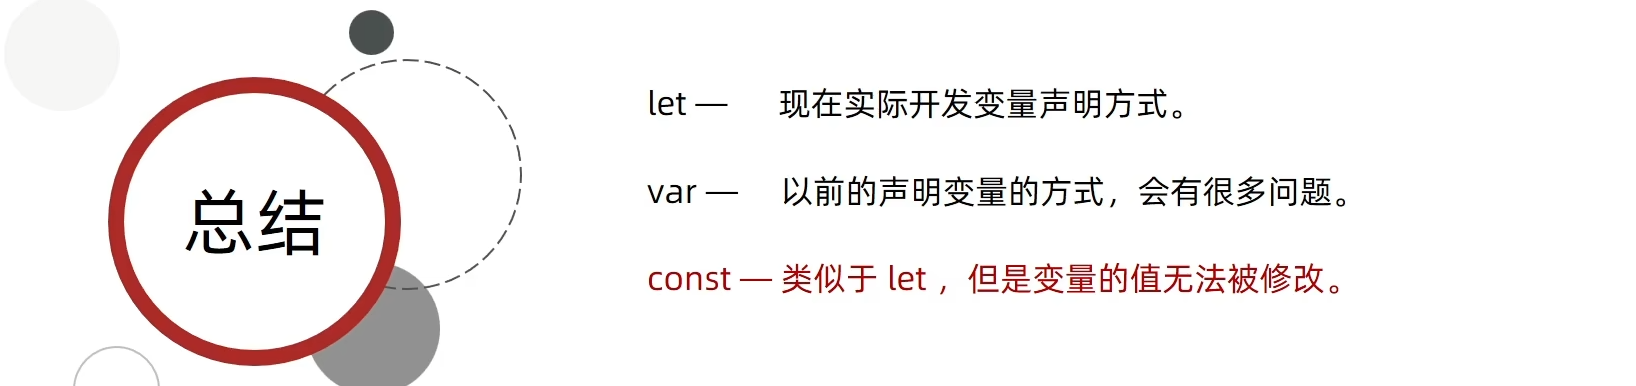 总结
let — 现在实际开发变量声明方式。
var — 以前的声明变量的方式，会有很多问题。
const — 类似于 let ，但是变量的值无法被修改。